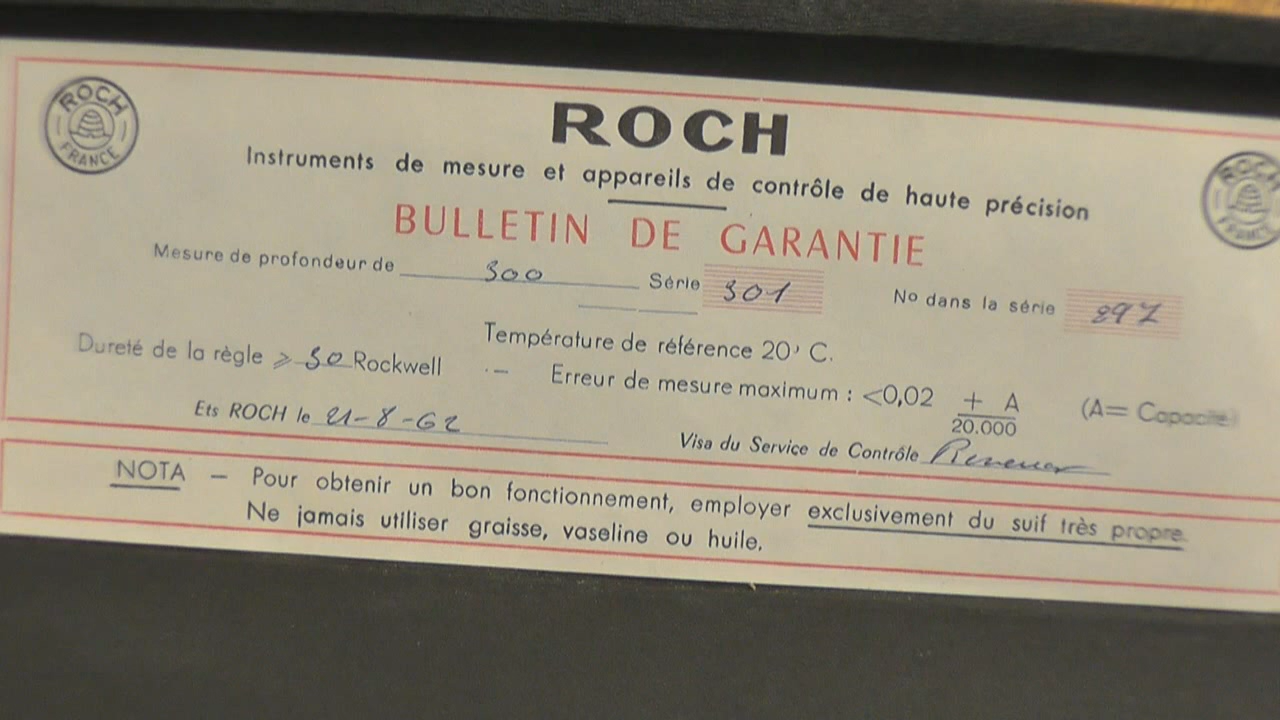 ROCH
FRANCE
ROCH
ROCH
FRANCE
Instruments de mesure et appareils de contrôle de haute précision
BULLETIN DE GARANTIE
Mesure de profondeur de 300 Série 301 No dans la série 897
Température de référence 20° C.
Dureté de la règle ⩾ 50 Rockwell - — Erreur de mesure maximum : <0,02 + A (A= Capacité)
20.000
Ets ROCH le 21-8-62
Visa du Service de Contrôle
NOTA — Pour obtenir un bon fonctionnement, employer exclusivement du suif très propre.
Ne jamais utiliser graisse, vaseline ou huile.